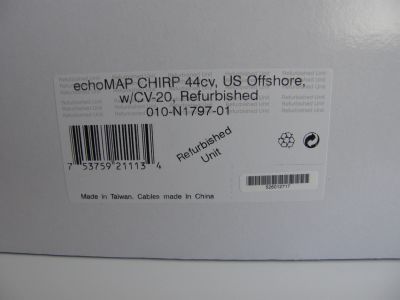 echoMAP CHIRP 44cv, US Offshore,
w/CV-20, Refurbished
010-N1797-01
Refurbished
Unit
7 53759 21113 4
Made in Taiwan. Cables made in China